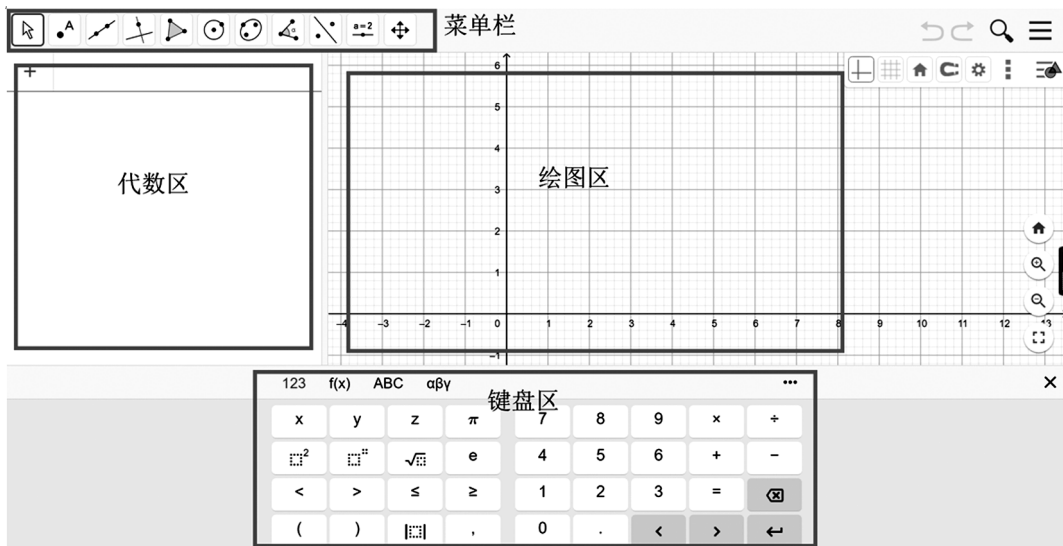 A
a=2
菜单栏
+
代数区
绘图区
6
5
4
3
2
1
-4 -3 -2 -1 0 1 2 3 4 5 6 7 8 9 10 11 12 13
-1
123 f(x) ABC αβγ
键盘区
x y z π 7 8 9 × ÷
2 √ e 4 5 6 + −
< > ≤ ≥ 1 2 3 =
( ) | | , 0 . < >